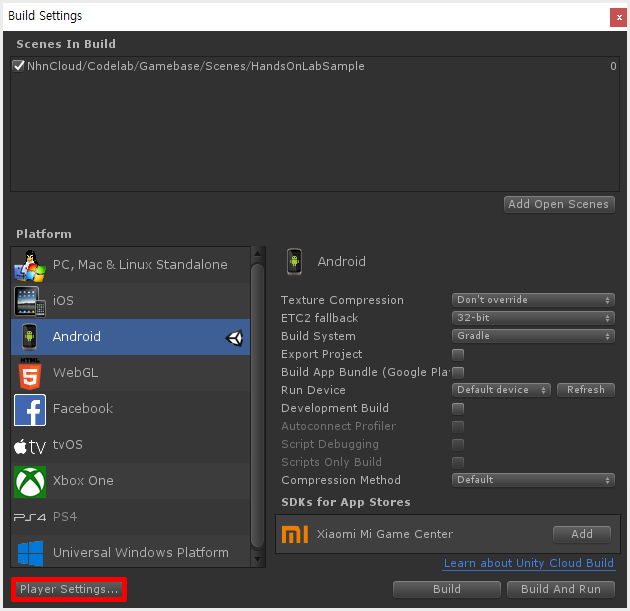 Build Settings
x
Scenes In Build
NhnCloud/Codelab/Gamebase/Scenes/HandsOnLabSample 0
Add Open Scenes
Platform
PC, Mac & Linux Standalone
iOS
Android
HTML
5
WebGL
Facebook
tv
tvOS
Xbox One
PS4
PS4
Universal Windows Platform
Android
Texture Compression Don't override
ETC2 fallback 32-bit
Build System Gradle
Export Project
Build App Bundle (Google Pla
Run Device Default device Refresh
Development Build
Autoconnect Profiler
Script Debugging
Scripts Only Build
Compression Method Default
SDKs for App Stores
Xiaomi Mi Game Center Add
Learn about Unity Cloud Build
Player Settings... Build Build And Run